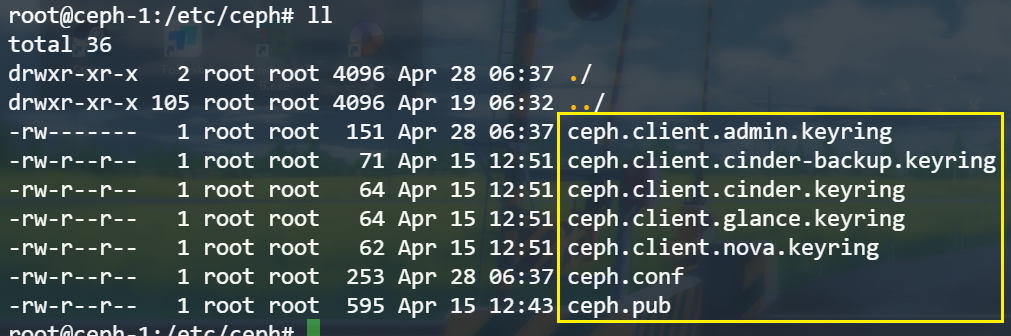 root@ceph-1:/etc/ceph# ll
total 36
drwxr-xr-x   2 root root 4096 Apr 28 06:37 ./
drwxr-xr-x 105 root root 4096 Apr 19 06:32 ../
-rw-------   1 root root  151 Apr 28 06:37 ceph.client.admin.keyring
-rw-r--r--   1 root root   71 Apr 15 12:51 ceph.client.cinder-backup.keyring
-rw-r--r--   1 root root   64 Apr 15 12:51 ceph.client.cinder.keyring
-rw-r--r--   1 root root   64 Apr 15 12:51 ceph.client.glance.keyring
-rw-r--r--   1 root root   62 Apr 15 12:51 ceph.client.nova.keyring
-rw-r--r--   1 root root  253 Apr 28 06:37 ceph.conf
-rw-r--r--   1 root root  595 Apr 15 12:43 ceph.pub
root@ceph-1:/etc/ceph#